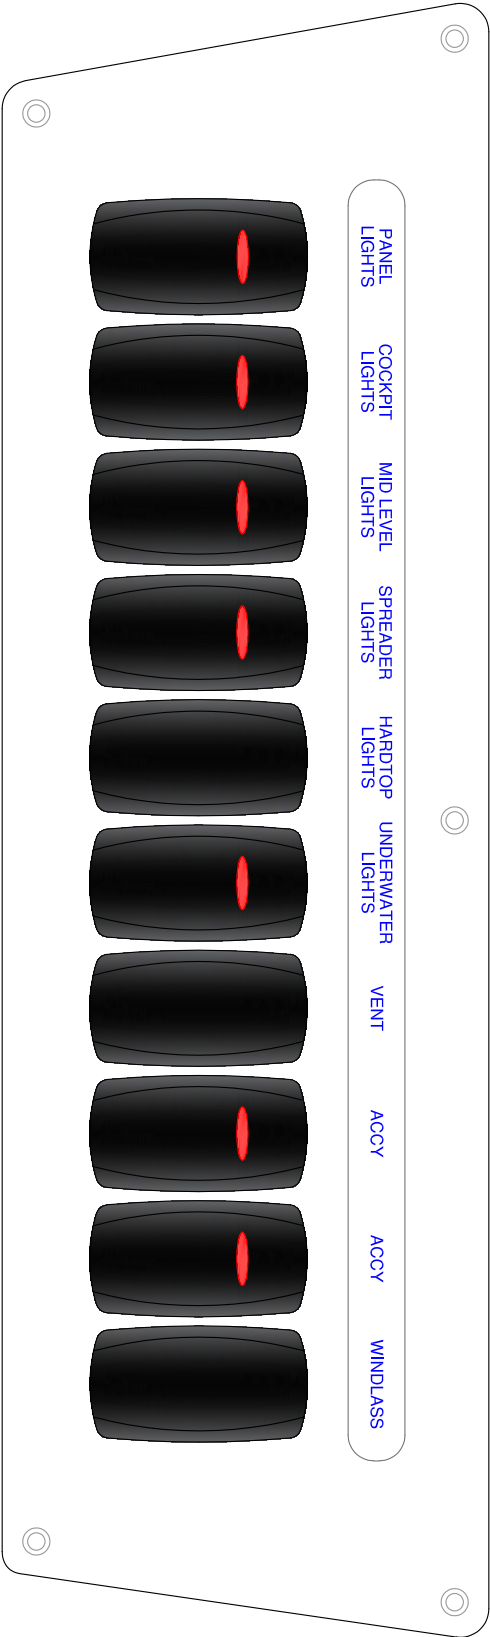 PANEL
LIGHTS
COCKPIT
LIGHTS
MID LEVEL
LIGHTS
SPREADER
LIGHTS
HARDTOP
LIGHTS
UNDERWATER
LIGHTS
VENT
ACCY
ACCY
WINDLASS